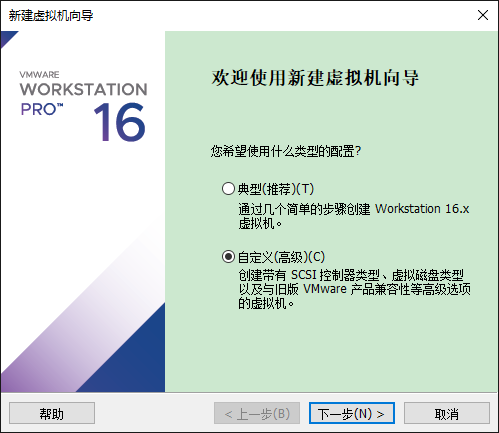 新建虚拟机向导
VMWARE
WORKSTATION
PRO™ 16
欢迎使用新建虚拟机向导
您希望使用什么类型的配置?
典型(推荐)(T)
通过几个简单的步骤创建 Workstation 16.x
虚拟机。
自定义(高级)(C)
创建带有 SCSI 控制器类型、虚拟磁盘类型
以及与旧版 VMware 产品兼容性等高级选项
的虚拟机。
帮助
< 上一步(B)
下一步(N) >
取消